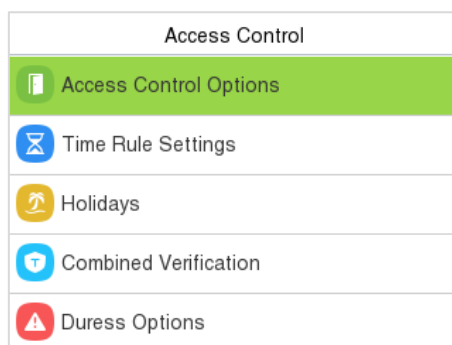 Access Control
Access Control Options
Time Rule Settings
Holidays
T
Combined Verification
Duress Options